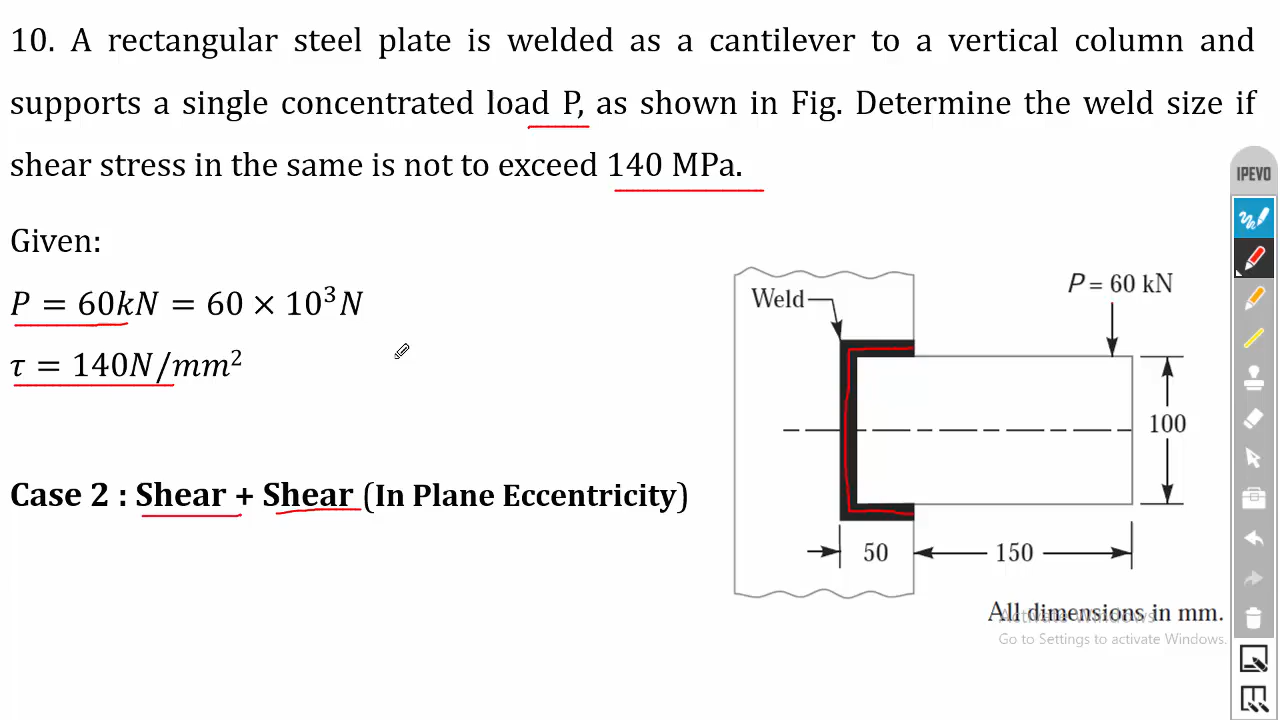 10. A rectangular steel plate is welded as a cantilever to a vertical column and
supports a single concentrated load P, as shown in Fig. Determine the weld size if
shear stress in the same is not to exceed 140 MPa.
IPEVO
Given:
P = 60kN = 60 × 10³N
τ = 140N/mm²
Weld
P = 60 kN
100
Case 2 : Shear + Shear (In Plane Eccentricity)
50
150
All dimensions in mm.
Activate Windows
Go to Settings to activate Windows.